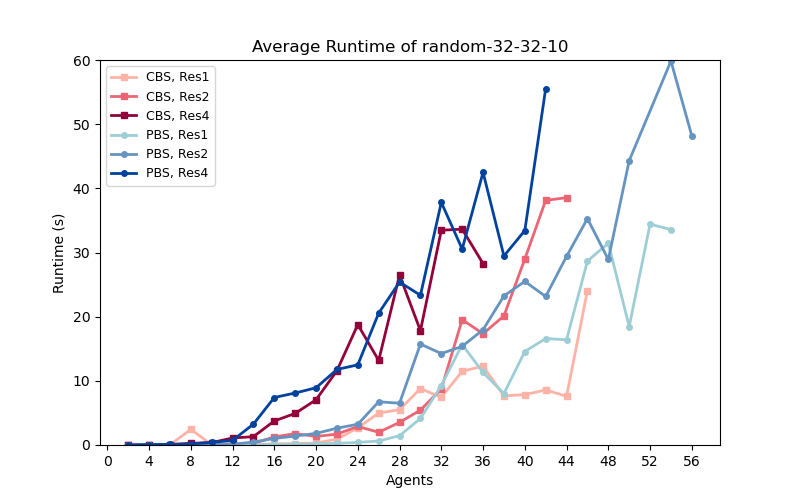 Average Runtime of random-32-32-10
CBS, Res1
CBS, Res2
CBS, Res4
PBS, Res1
PBS, Res2
PBS, Res4
Runtime (s)
60
50
40
30
20
10
0
0 4 8 12 16 20 24 28 32 36 40 44 48 52 56
Agents